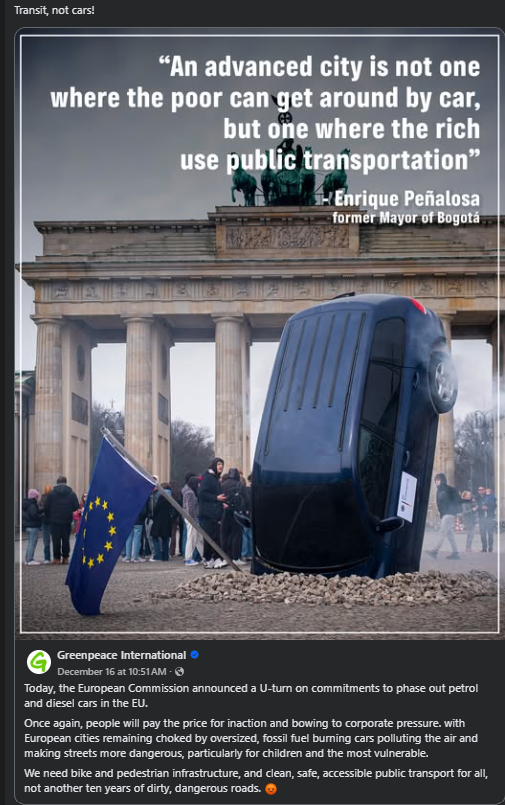 Transit, not cars!
“An advanced city is not one
where the poor can get around by car,
but one where the rich
use public transportation”
- Enrique Peñalosa
former Mayor of Bogotá
Greenpeace International
December 16 at 10:51 AM ·
Today, the European Commission announced a U-turn on commitments to phase out petrol
and diesel cars in the EU.
Once again, people will pay the price for inaction and bowing to corporate pressure. with
European cities remaining choked by oversized, fossil fuel burning cars polluting the air and
making streets more dangerous, particularly for children and the most vulnerable.
We need bike and pedestrian infrastructure, and clean, safe, accessible public transport for all,
not another ten years of dirty, dangerous roads. 😡